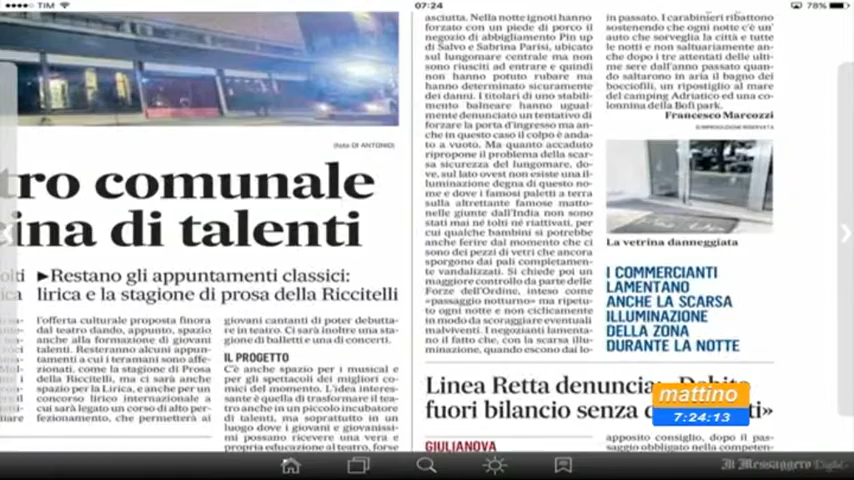 TIM
07:24
78%
(foto DI ANTONIO)
tro comunale
ina di talenti
Restano gli appuntamenti classici:
lirica e la stagione di prosa della Riccitelli
l'offerta culturale proposta finora
dal teatro dando, appunto, spazio
anche alla formazione di giovani
talenti. Resteranno alcuni appun-
tamenti a cui i teramani sono affe-
zionati, come la stagione di Prosa
della Riccitelli, ma ci sarà anche
spazio per la Lirica, e anche per un
concorso lirico internazionale a
cui sarà legato un corso di alto per-
fezionamento, che permetterà ai
giovani cantanti di poter debutta-
re in teatro. Ci sarà inoltre una sta-
gione di balletti e una di concerti.
IL PROGETTO
C'è anche spazio per i musical e
per gli spettacoli dei migliori co-
mici del momento. L'idea interes-
sante è quella di trasformare il tea-
tro anche in un piccolo incubatore
di talenti, ma soprattutto in un
luogo dove i giovani e giovanissi-
mi possano ricevere una vera e
propria educazione al teatro, forse
asciutta. Nella notte ignoti hanno
forzato con un piede di porco il
negozio di abbigliamento Pin up
di Salvo e Sabrina Parisi, ubicato
sul lungomare centrale ma non
sono riusciti ad entrare e quindi
non hanno potuto rubare ma
hanno determinato sicuramente
dei danni. I titolari di uno stabili-
mento balneare hanno ugual-
mente denunciato un tentativo di
forzare la porta d'ingresso ma an-
che in questo caso il colpo è anda-
to a vuoto. Ma quanto accaduto
ripropone il problema della scar-
sa sicurezza del lungomare, do-
ve, sul lato ovest non esiste una il-
luminazione degna di questo no-
me e dove i famosi paletti a terra
sulla altrettante famose matto-
nelle giunte dall'India non sono
stati mai né tolti né riattivati, per
cui qualche bambini si potrebbe
anche ferire dal momento che ci
sono dei pezzi di vetri che ancora
sporgono dai pali completamente
vandalizzati. Si chiede poi un
maggiore controllo da parte delle
Forze dell'Ordine, inteso come
«passaggio notturno» ma ripetu-
to ogni notte e non ciclicamente
in modo da scoraggiare eventuali
malviventi. I negozianti lamenta-
no il fatto che, con la scarsa illu-
minazione, quando escono dai lo-
in passato. I carabinieri ribattono
sostenendo che ogni notte c'è un'
auto che sorveglia la città e tutte
le notti e non saltuariamente an-
che dopo i tre attentati delle ulti-
me sere dall'anno passato quando
saltarono in aria il bagno dei
bocciofili, un ripostiglio al mare
del camping Adriatico ed una co-
lonnina della Bofi park.
Francesco Marcozzi
© RIPRODUZIONE RISERVATA
La vetrina danneggiata
I COMMERCIANTI
LAMENTANO
ANCHE LA SCARSA
ILLUMINAZIONE
DELLA ZONA
DURANTE LA NOTTE
Linea Retta denuncia:
fuori bilancio senza
GIULIANOVA
apposito consiglio, dopo il pas-
saggio obbligato nella competen-
mattino
7:24:13
Il Messaggero Digital